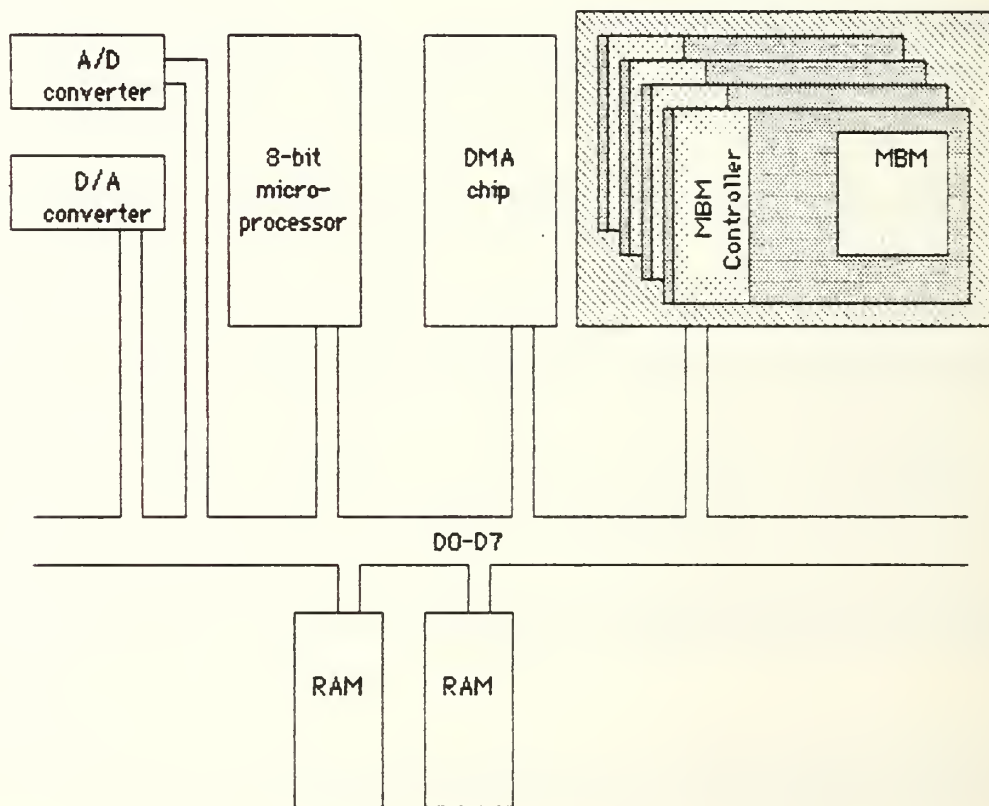 A/D
converter
D/A
converter
8-bit
micro-
processor
DMA
chip
MBM
Controller
MBM
D0-D7
RAM
RAM